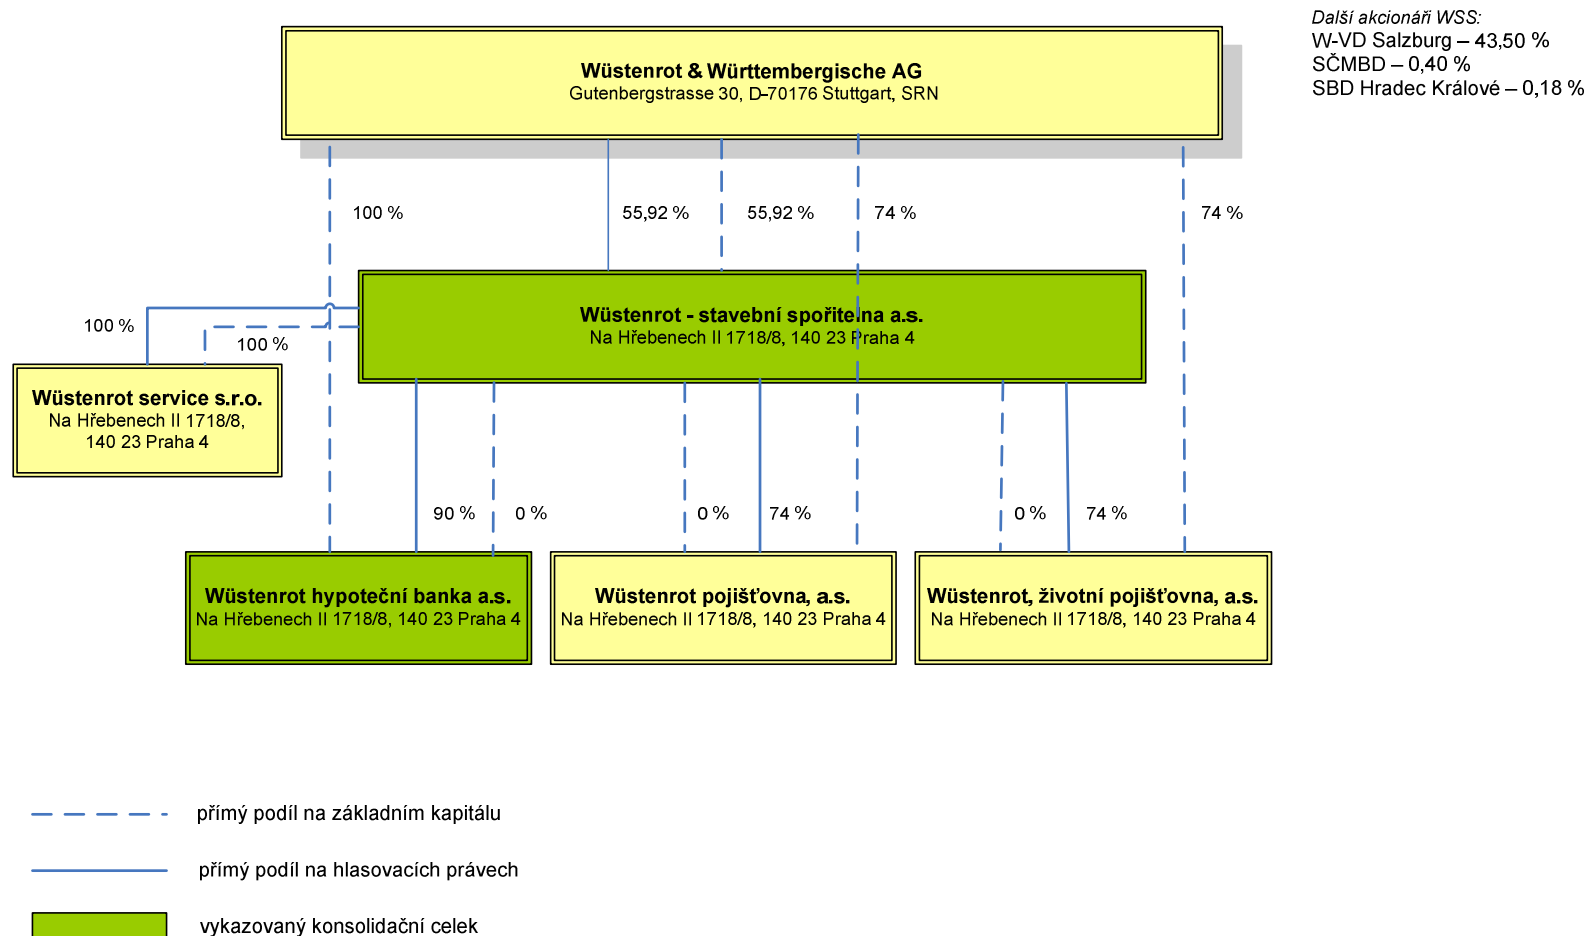 Další akcionáři WSS:
W-VD Salzburg – 43,50 %
SČMBD – 0,40 %
SBD Hradec Králové – 0,18 %
Wüstenrot & Württembergische AG
Gutenbergstrasse 30, D-70176 Stuttgart, SRN
100 %
55,92 %
55,92 %
74 %
74 %
Wüstenrot - stavební spořitelna a.s.
Na Hřebenech II 1718/8, 140 23 Praha 4
100 %
100 %
Wüstenrot service s.r.o.
Na Hřebenech II 1718/8,
140 23 Praha 4
90 %
0 %
0 %
74 %
0 %
74 %
Wüstenrot hypoteční banka a.s.
Na Hřebenech II 1718/8, 140 23 Praha 4
Wüstenrot pojišťovna, a.s.
Na Hřebenech II 1718/8, 140 23 Praha 4
Wüstenrot, životní pojišťovna, a.s.
Na Hřebenech II 1718/8, 140 23 Praha 4
přímý podíl na základním kapitálu
přímý podíl na hlasovacích právech
vykazovaný konsolidační celek